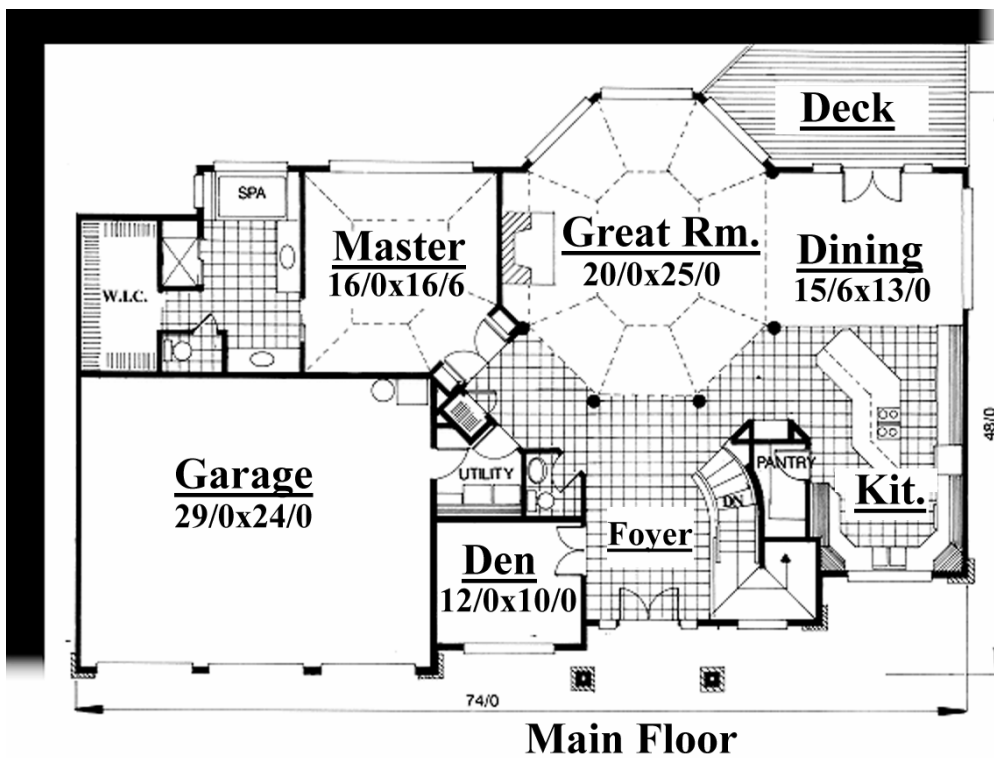 Deck
SPA
Master
16/0x16/6
Great Rm.
20/0x25/0
Dining
15/6x13/0
W.I.C.
48/0
Garage
29/0x24/0
UTILITY
PANTRY
Kit.
DN
Foyer
Den
12/0x10/0
74/0
Main Floor